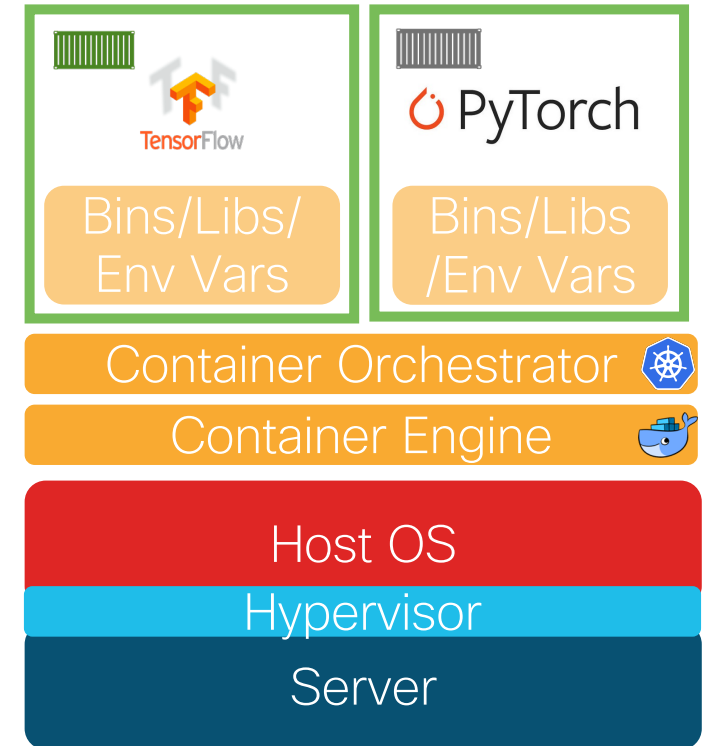 TensorFlow
PyTorch
Bins/Libs/
Env Vars
Bins/Libs
/Env Vars
Container Orchestrator
Container Engine
Host OS
Hypervisor
Server